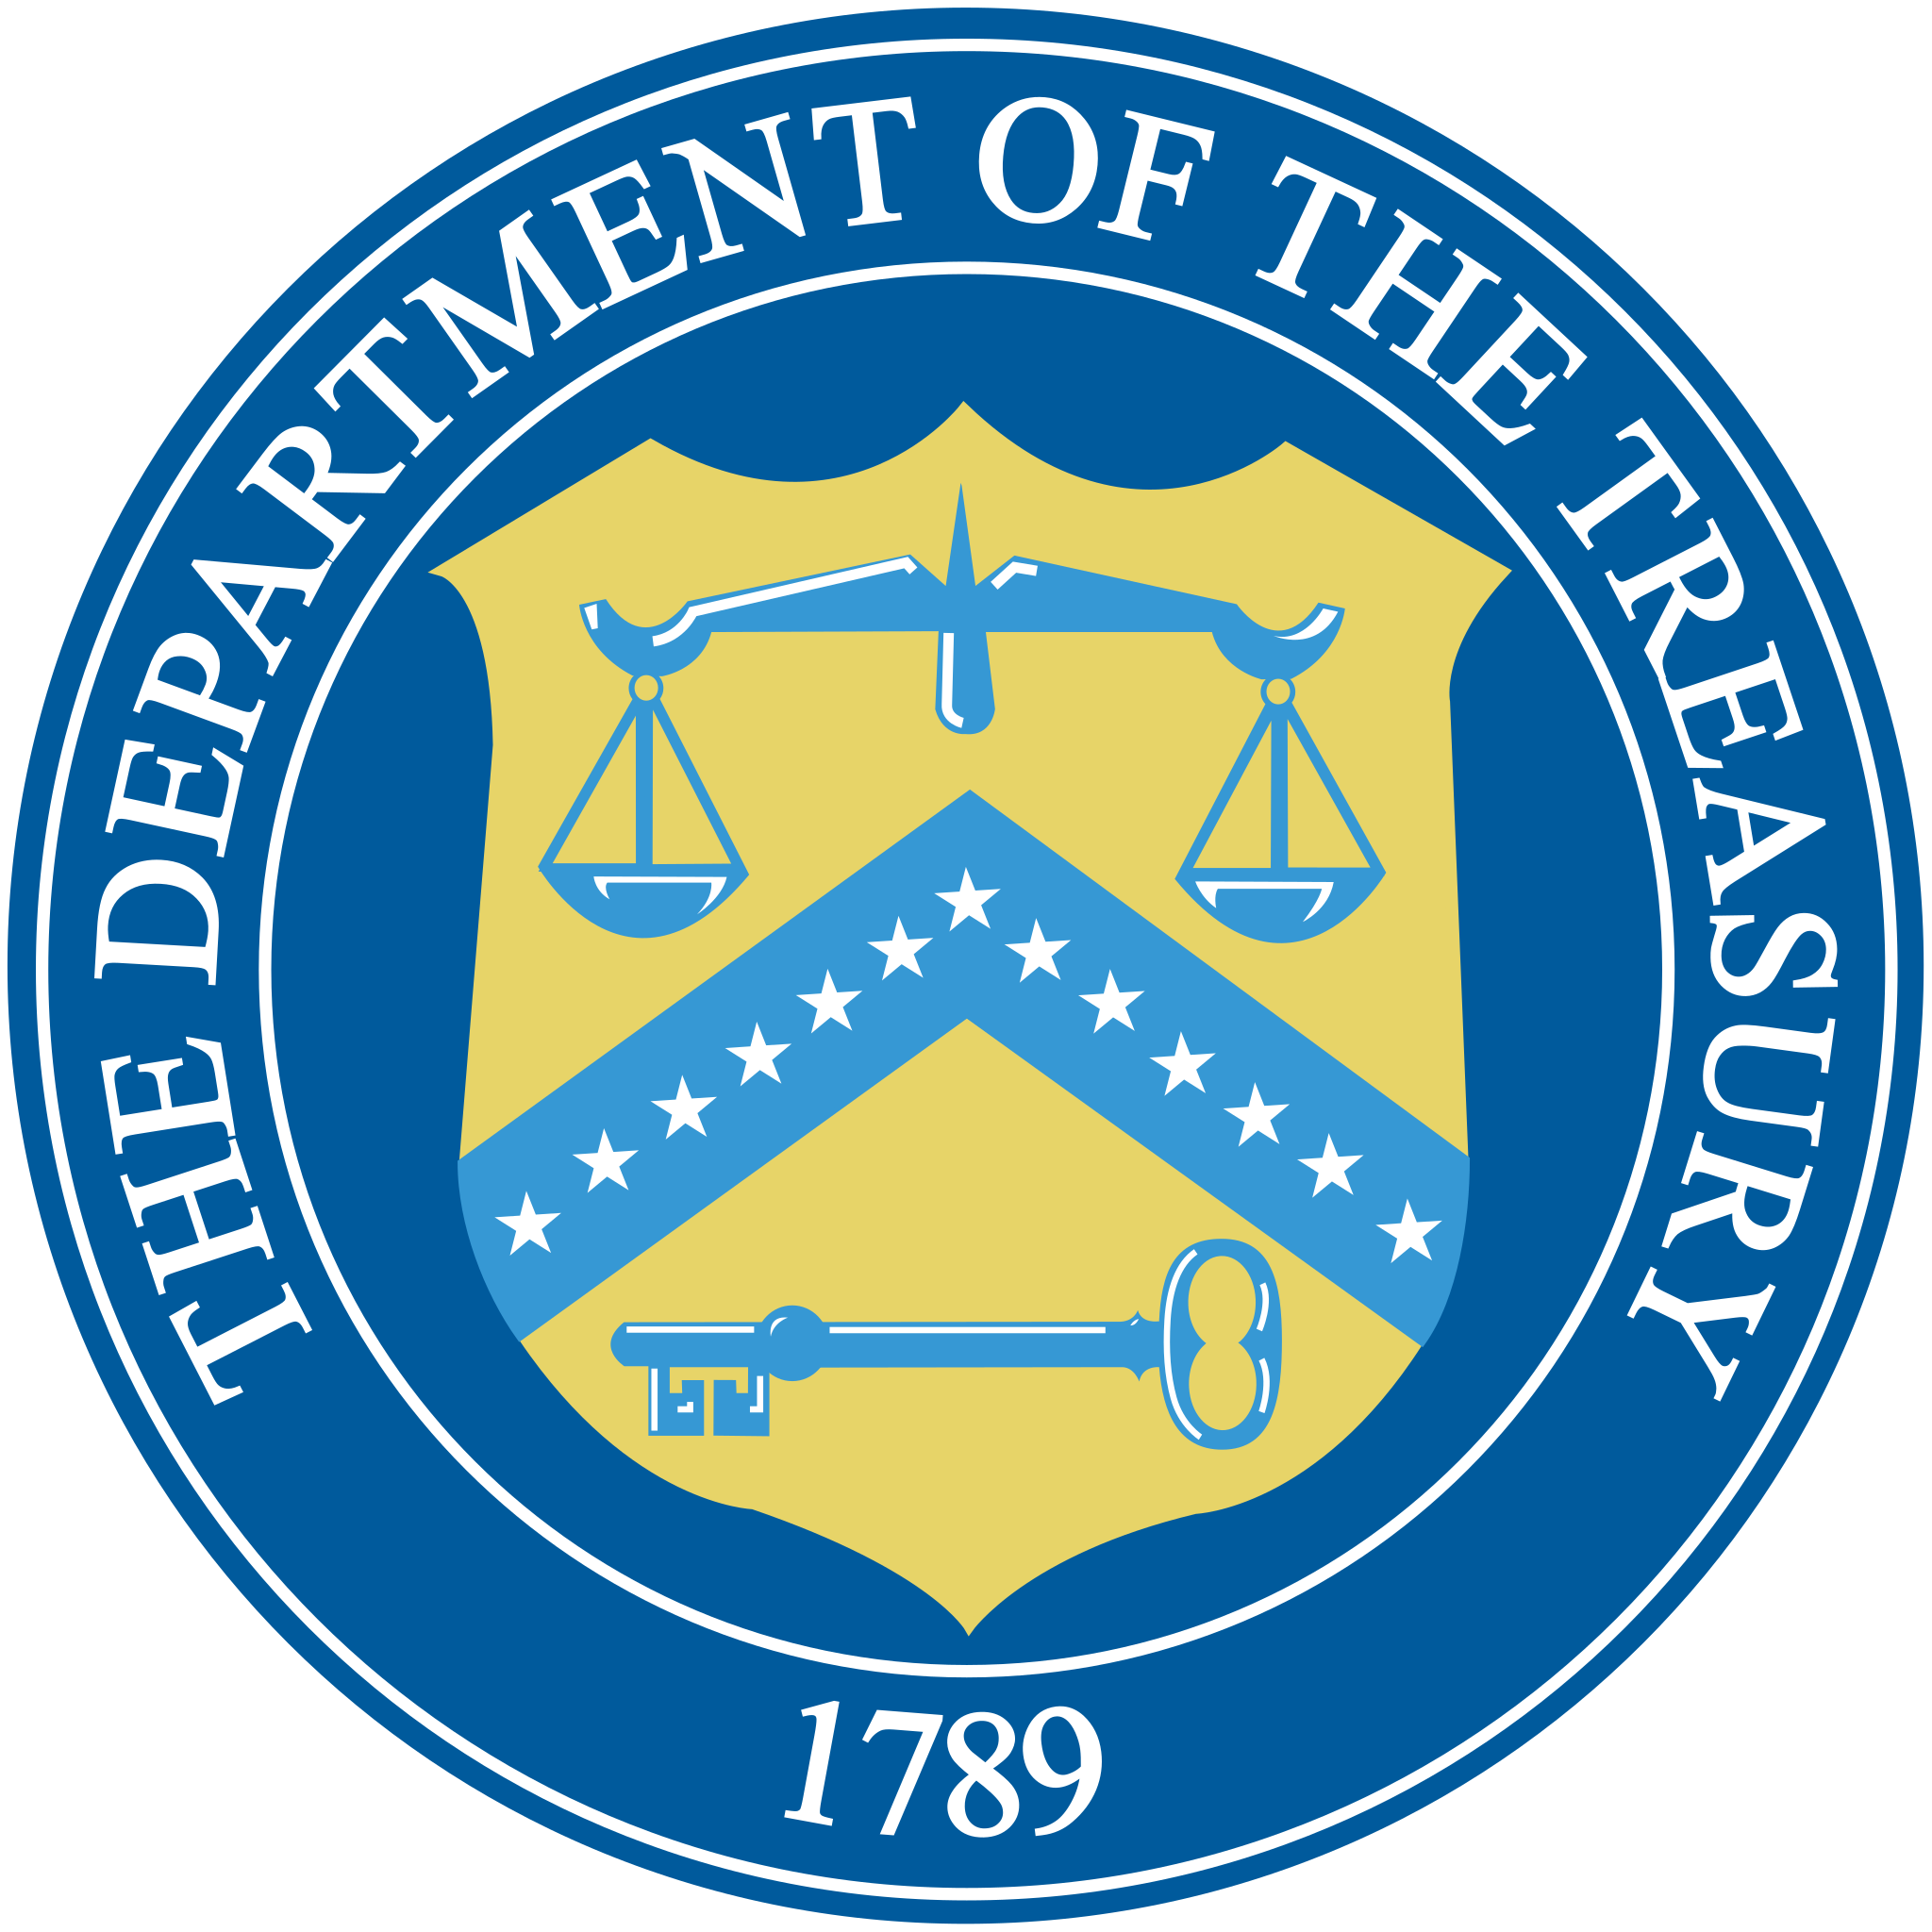 THE DEPARTMENT OF THE TREASURY
1789